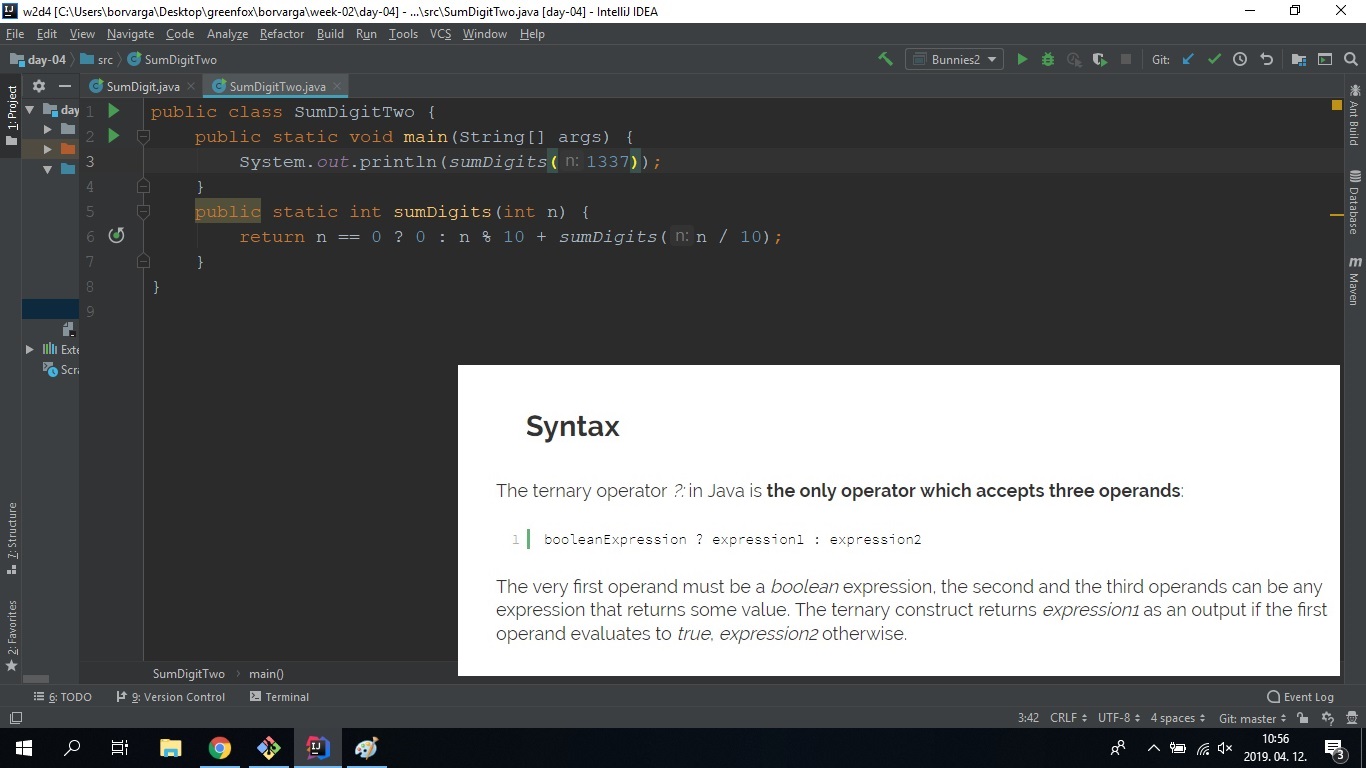 w2d4 [C:\Users\borvarga\Desktop\greenfox\borvarga\week-02\day-04] - ...\src\SumDigitTwo.java [day-04] - IntelliJ IDEA
File Edit View Navigate Code Analyze Refactor Build Run Tools VCS Window Help
day-04 src SumDigitTwo Bunnies2 Git:
1: Project
SumDigit.java SumDigitTwo.java
day
1 public class SumDigitTwo {
2 public static void main(String[] args) {
3 System.out.println(sumDigits( n: 1337));
4 }
5 public static int sumDigits(int n) {
6 return n == 0 ? 0 : n % 10 + sumDigits( n: n / 10);
7 }
8 }
9
Exte
Scra
Ant Build
Database
m Maven
Syntax
The ternary operator ?: in Java is the only operator which accepts three operands:
1 booleanExpression ? expression1 : expression2
The very first operand must be a boolean expression, the second and the third operands can be any
expression that returns some value. The ternary construct returns expression1 as an output if the first
operand evaluates to true, expression2 otherwise.
7: Structure
2: Favorites
SumDigitTwo main()
6: TODO 9: Version Control Terminal Event Log
3:42 CRLF UTF-8 4 spaces Git: master
10:56
2019. 04. 12.
3